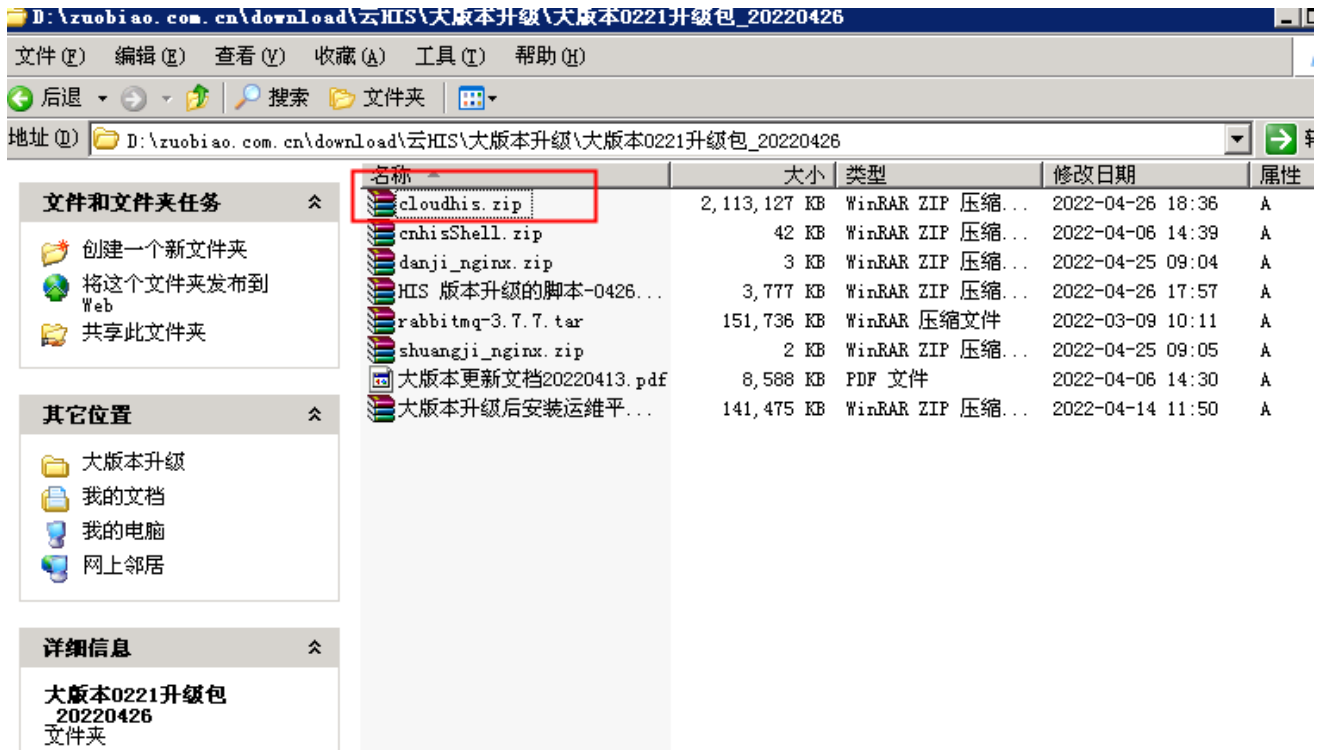 D:\zuobiao.com.cn\download\云HIS\大版本升级\大版本0221升级包_20220426
文件(F) 编辑(E) 查看(V) 收藏(A) 工具(T) 帮助(H)
后退 搜索 文件夹
地址(D) D:\zuobiao.com.cn\download\云HIS\大版本升级\大版本0221升级包_20220426
名称 大小 类型 修改日期 属性
cloudhis.zip 2,113,127 KB WinRAR ZIP 压缩... 2022-04-26 18:36 A
cnhisShell.zip 42 KB WinRAR ZIP 压缩... 2022-04-06 14:39 A
danji_nginx.zip 3 KB WinRAR ZIP 压缩... 2022-04-25 09:04 A
HIS 版本升级的脚本-0426... 3,777 KB WinRAR ZIP 压缩... 2022-04-26 17:57 A
rabbitmq-3.7.7.tar 151,736 KB WinRAR 压缩文件 2022-03-09 10:11 A
shuangji_nginx.zip 2 KB WinRAR ZIP 压缩... 2022-04-25 09:05 A
大版本更新文档20220413.pdf 8,588 KB PDF 文件 2022-04-06 14:30 A
大版本升级后安装运维平... 141,475 KB WinRAR ZIP 压缩... 2022-04-14 11:50 A
文件和文件夹任务
创建一个新文件夹
将这个文件夹发布到
Web
共享此文件夹
其它位置
大版本升级
我的文档
我的电脑
网上邻居
详细信息
大版本0221升级包
_20220426
文件夹